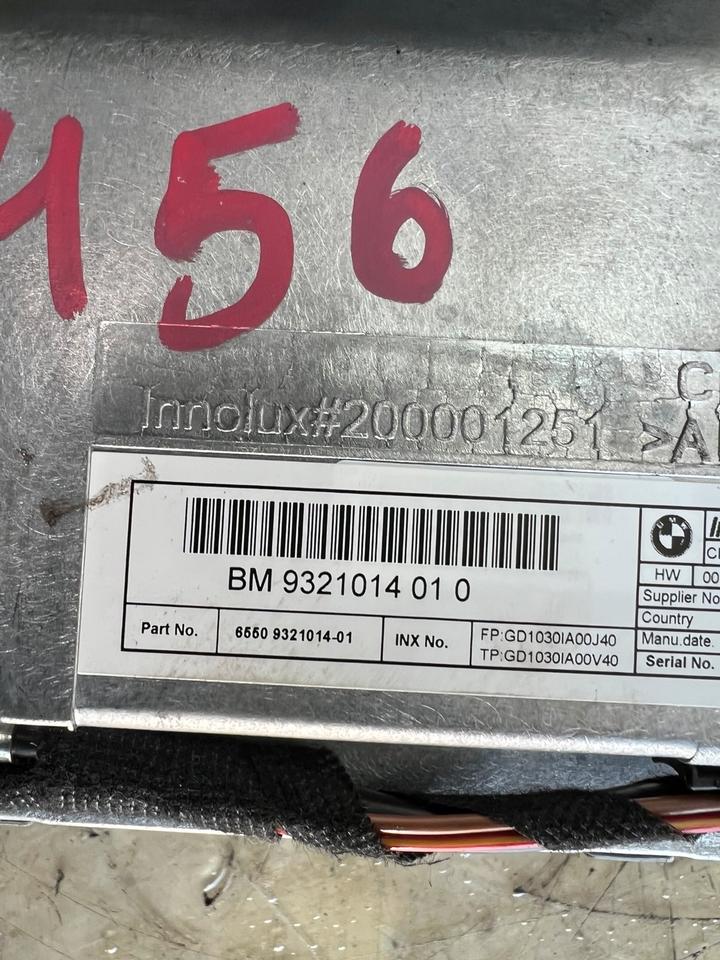 156
Innolux#200001251
BM 9321014 01 0
HW 00
Supplier No
Country
Part No. 6550 9321014-01 INX No. FP:GD1030IA00J40
TP:GD1030IA00V40
Manu.date.
Serial No.